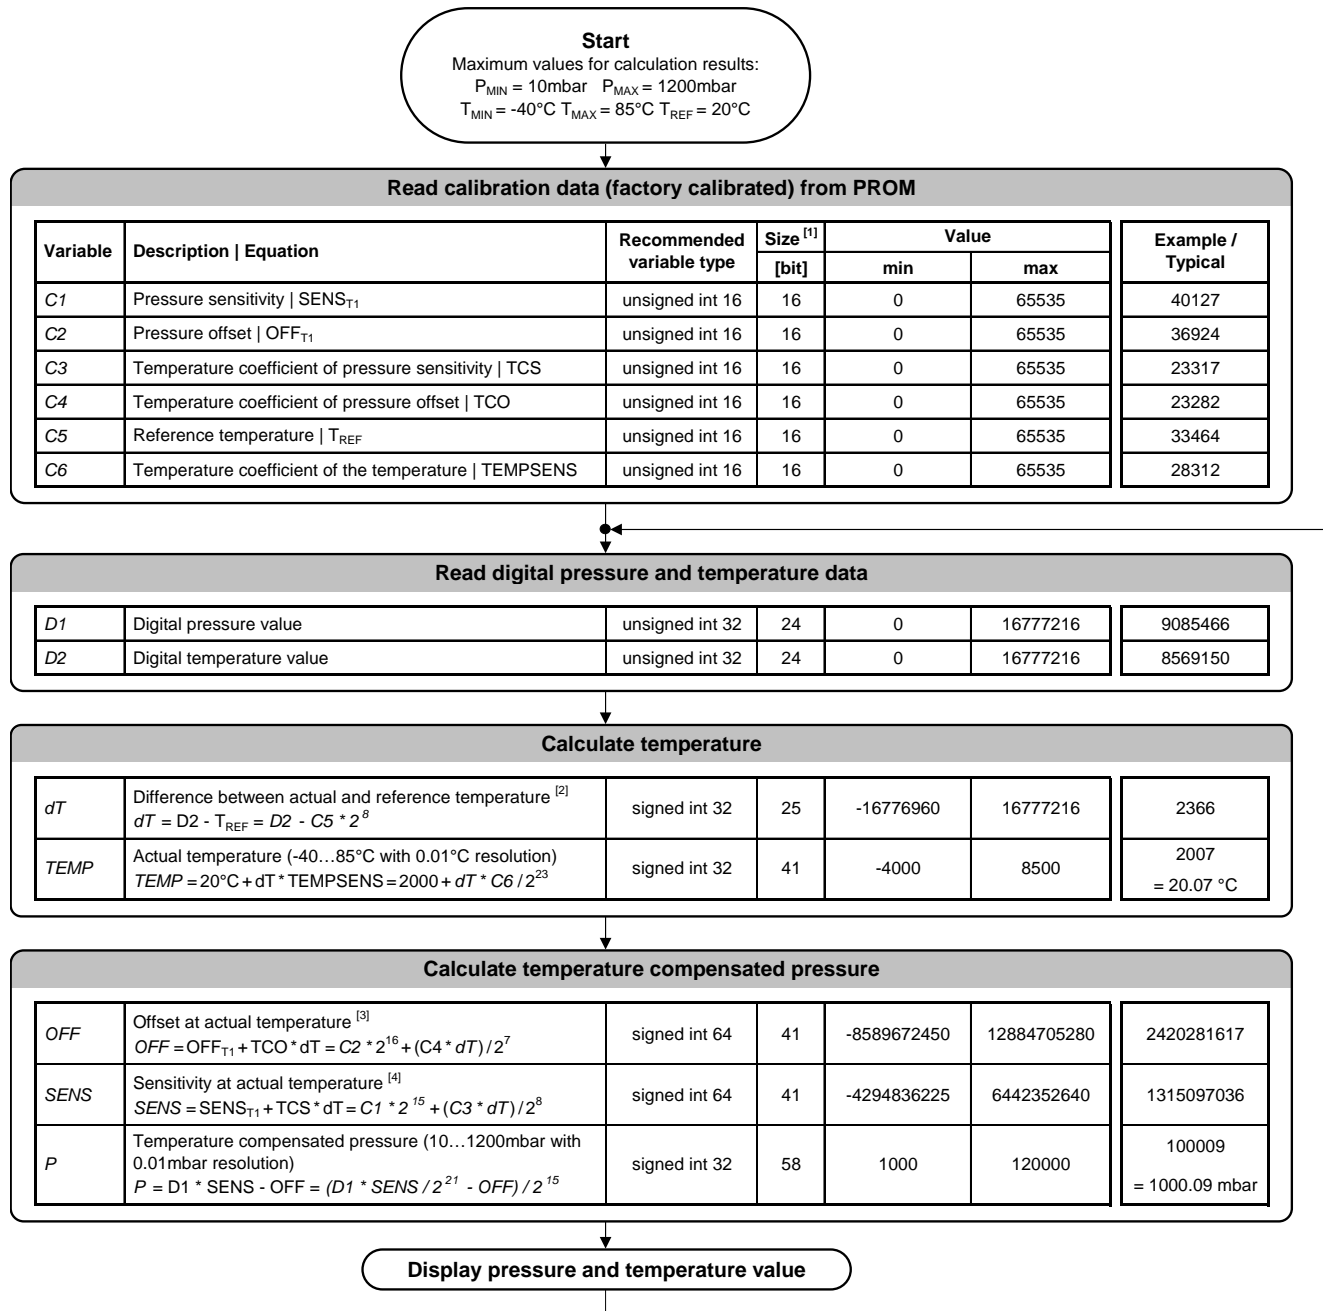 Start
Maximum values for calculation results:
P_MIN = 10mbar P_MAX = 1200mbar
T_MIN = -40°C T_MAX = 85°C T_REF = 20°C
Read calibration data (factory calibrated) from PROM
Variable | Description | Equation | Recommended variable type | Size [1] [bit] | Value min | max | Example / Typical
C1 Pressure sensitivity | SENS_T1 unsigned int 16 16 0 65535 40127
C2 Pressure offset | OFF_T1 unsigned int 16 16 0 65535 36924
C3 Temperature coefficient of pressure sensitivity | TCS unsigned int 16 16 0 65535 23317
C4 Temperature coefficient of pressure offset | TCO unsigned int 16 16 0 65535 23282
C5 Reference temperature | T_REF unsigned int 16 16 0 65535 33464
C6 Temperature coefficient of the temperature | TEMPSENS unsigned int 16 16 0 65535 28312
Read digital pressure and temperature data
D1 Digital pressure value unsigned int 32 24 0 16777216 9085466
D2 Digital temperature value unsigned int 32 24 0 16777216 8569150
Calculate temperature
dT Difference between actual and reference temperature [2]
dT = D2 - T_REF = D2 - C5 * 2^8 signed int 32 25 -16776960 16777216 2366
TEMP Actual temperature (-40…85°C with 0.01°C resolution)
TEMP = 20°C + dT * TEMPSENS = 2000 + dT * C6 / 2^23 signed int 32 41 -4000 8500 2007
= 20.07 °C
Calculate temperature compensated pressure
OFF Offset at actual temperature [3]
OFF = OFF_T1 + TCO * dT = C2 * 2^16 + (C4 * dT) / 2^7 signed int 64 41 -8589672450 12884705280 2420281617
SENS Sensitivity at actual temperature [4]
SENS = SENS_T1 + TCS * dT = C1 * 2^15 + (C3 * dT) / 2^8 signed int 64 41 -4294836225 6442352640 1315097036
P Temperature compensated pressure (10…1200mbar with
0.01mbar resolution)
P = D1 * SENS - OFF = (D1 * SENS / 2^21 - OFF) / 2^15 signed int 32 58 1000 120000 100009
= 1000.09 mbar
Display pressure and temperature value